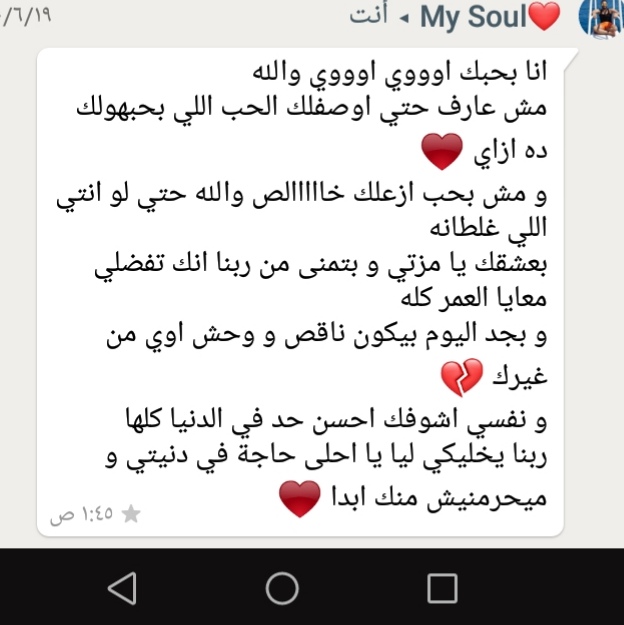 /٦/١٩ My Soul❤️ ◂ أنت
انا بحبك اوووي اوووي والله
مش عارف حتي اوصفلك الحب اللي بحبهولك
ده ازاي ❤️
و مش بحب ازعلك خااااالص والله حتي لو انتي
اللي غلطانه
بعشقك يا مزتي و بتمنى من ربنا انك تفضلي
معايا العمر كله
و بجد اليوم بيكون ناقص و وحش اوي من
غيرك 💔
و نفسي اشوفك احسن حد في الدنيا كلها
ربنا يخليكي ليا يا احلى حاجة في دنيتي و
ميحرمنيش منك ابدا ❤️
١:٤٥ ص